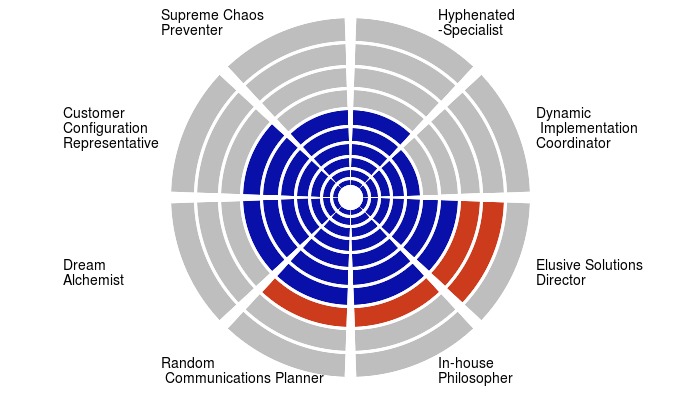 Supreme Chaos
Preventer
Hyphenated
-Specialist
Customer
Configuration
Representative
Dynamic
Implementation
Coordinator
Dream
Alchemist
Elusive Solutions
Director
Random
Communications Planner
In-house
Philosopher